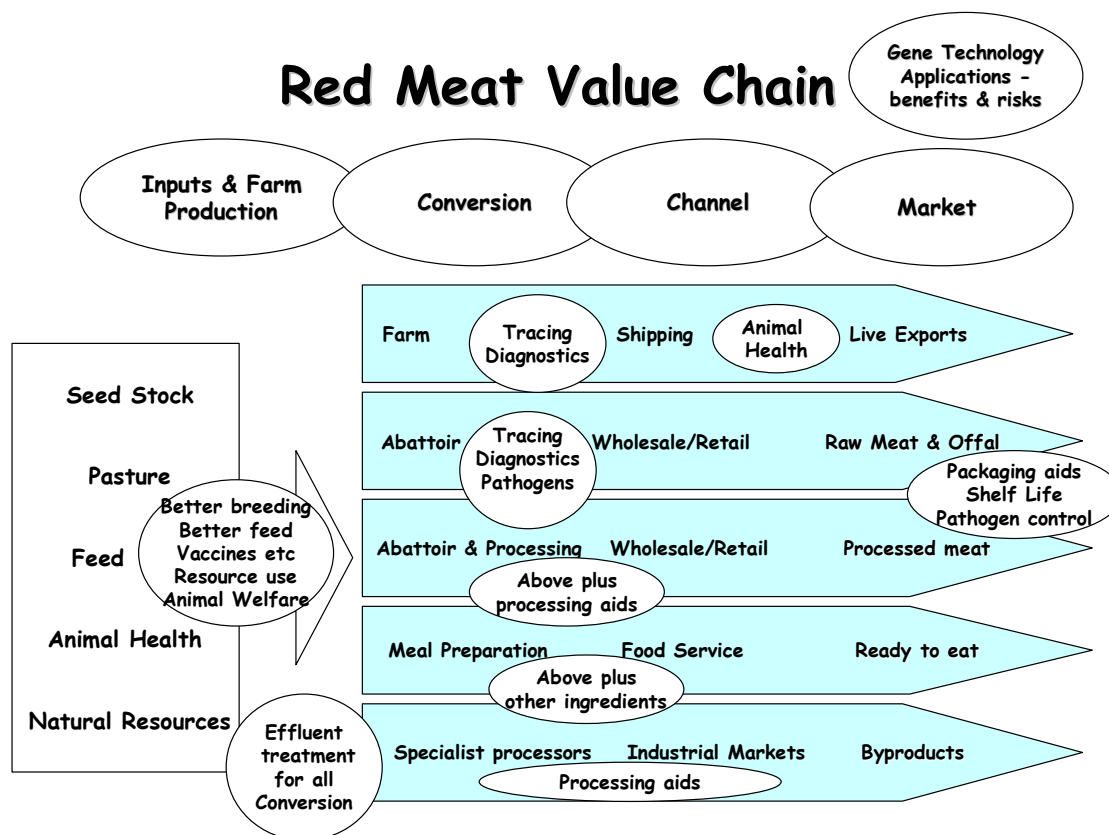 Red Meat Value Chain
Gene Technology
Applications -
benefits & risks
Inputs & Farm
Production
Conversion
Channel
Market
Seed Stock
Pasture
Feed
Animal Health
Natural Resources
Better breeding
Better feed
Vaccines etc
Resource use
Animal Welfare
Effluent
treatment
for all
Conversion
Farm
Tracing
Diagnostics
Shipping
Animal
Health
Live Exports
Abattoir
Tracing
Diagnostics
Pathogens
Wholesale/Retail
Raw Meat & Offal
Packaging aids
Shelf Life
Pathogen control
Abattoir & Processing
Wholesale/Retail
Processed meat
Above plus
processing aids
Meal Preparation
Food Service
Ready to eat
Above plus
other ingredients
Specialist processors
Industrial Markets
Byproducts
Processing aids